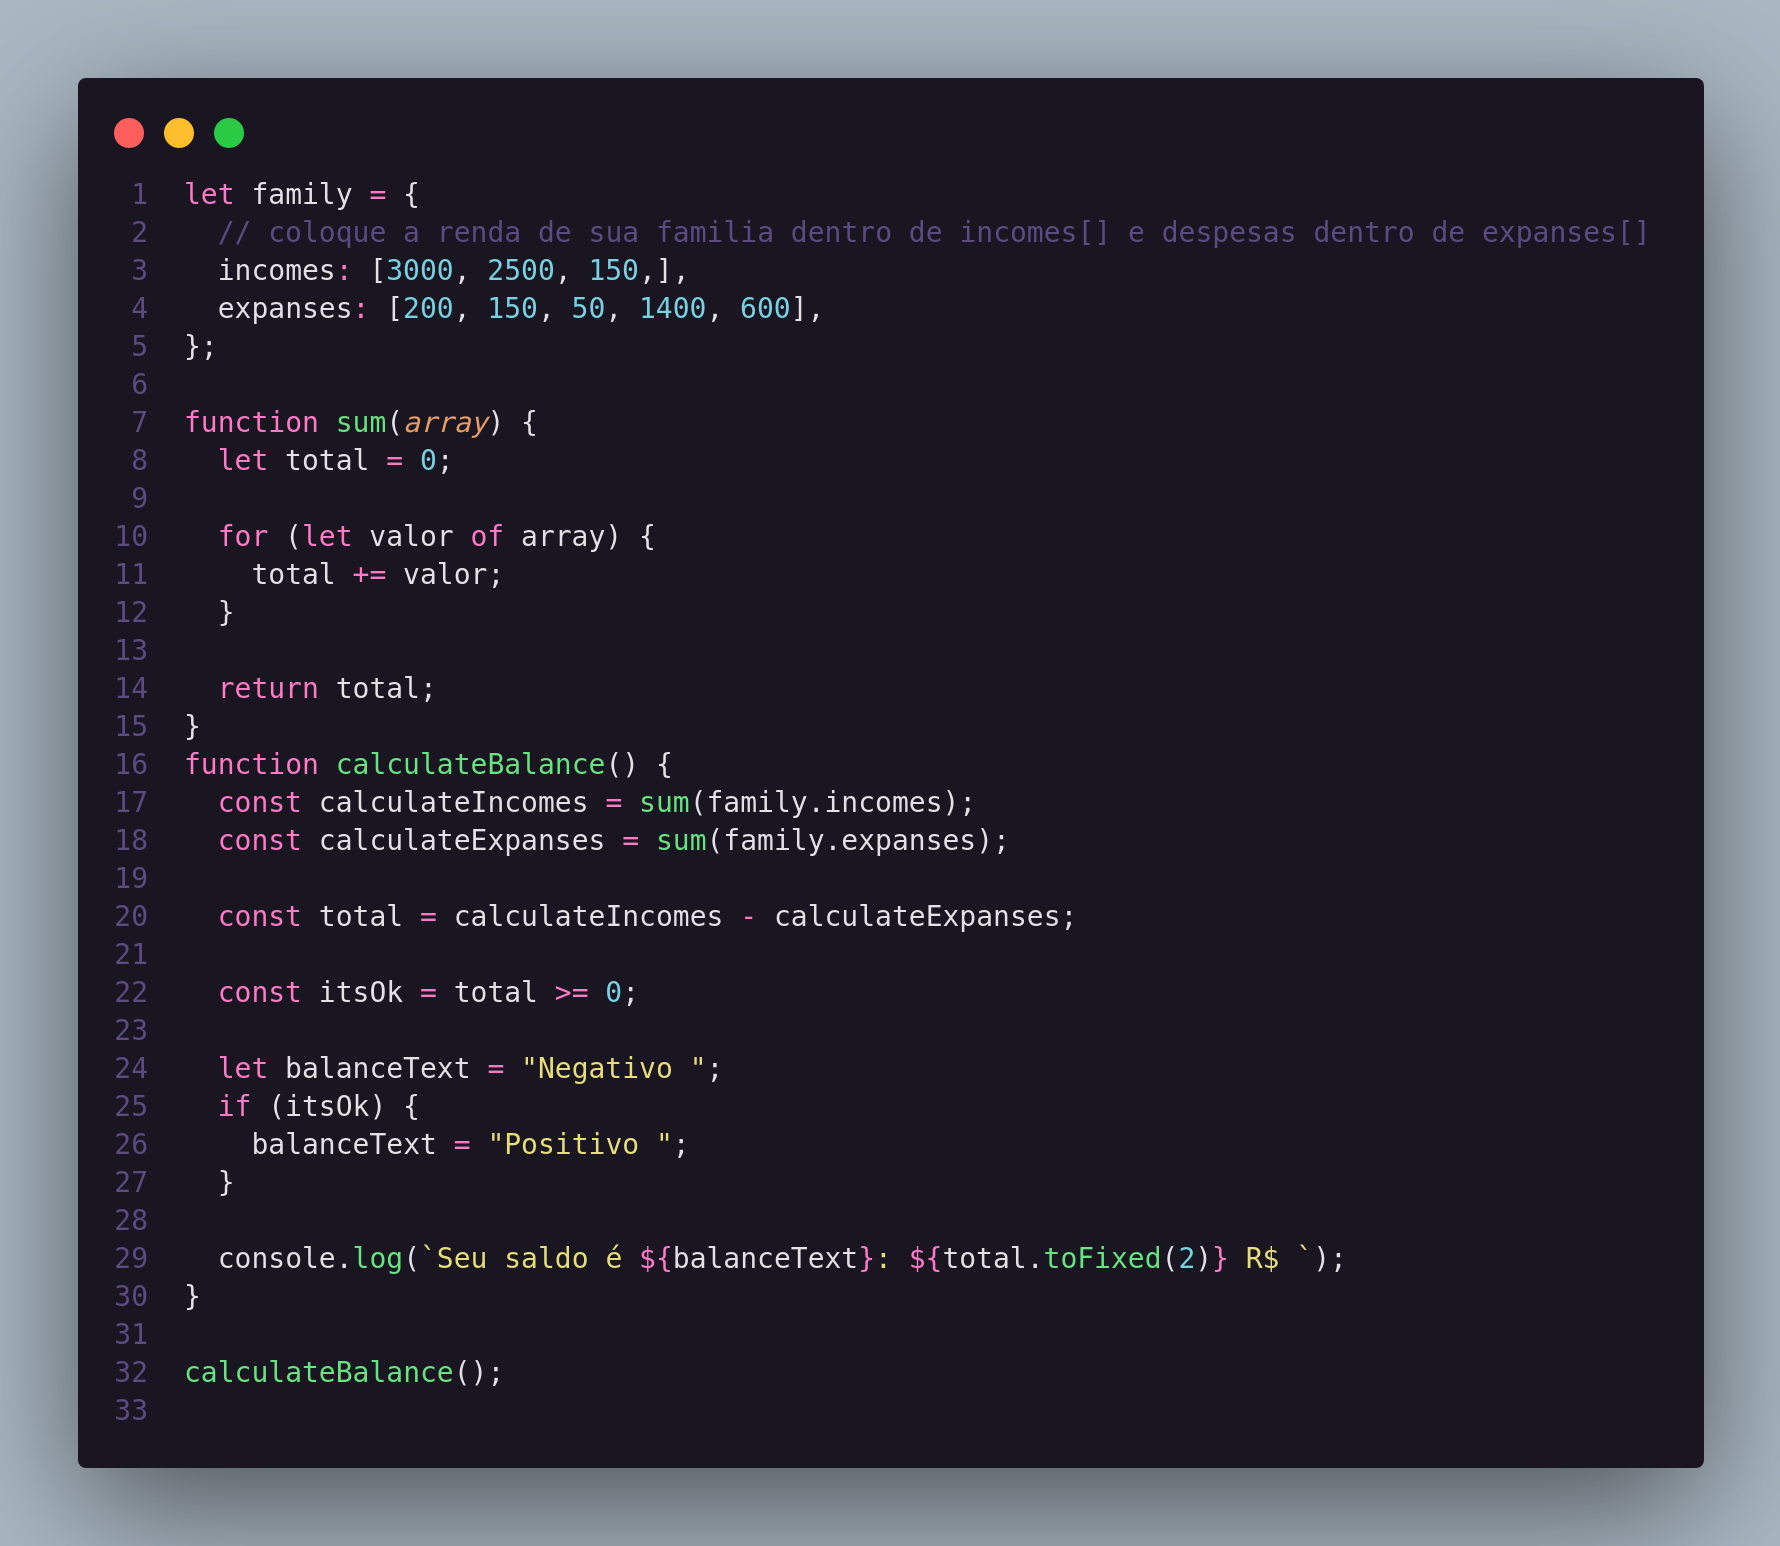 1 let family = {
2   // coloque a renda de sua familia dentro de incomes[] e despesas dentro de expanses[]
3   incomes: [3000, 2500, 150,],
4   expanses: [200, 150, 50, 1400, 600],
5 };
6
7 function sum(array) {
8   let total = 0;
9
10   for (let valor of array) {
11     total += valor;
12   }
13
14   return total;
15 }
16 function calculateBalance() {
17   const calculateIncomes = sum(family.incomes);
18   const calculateExpanses = sum(family.expanses);
19
20   const total = calculateIncomes - calculateExpanses;
21
22   const itsOk = total >= 0;
23
24   let balanceText = "Negativo ";
25   if (itsOk) {
26     balanceText = "Positivo ";
27   }
28
29   console.log(`Seu saldo é ${balanceText}: ${total.toFixed(2)} R$ `);
30 }
31
32 calculateBalance();
33